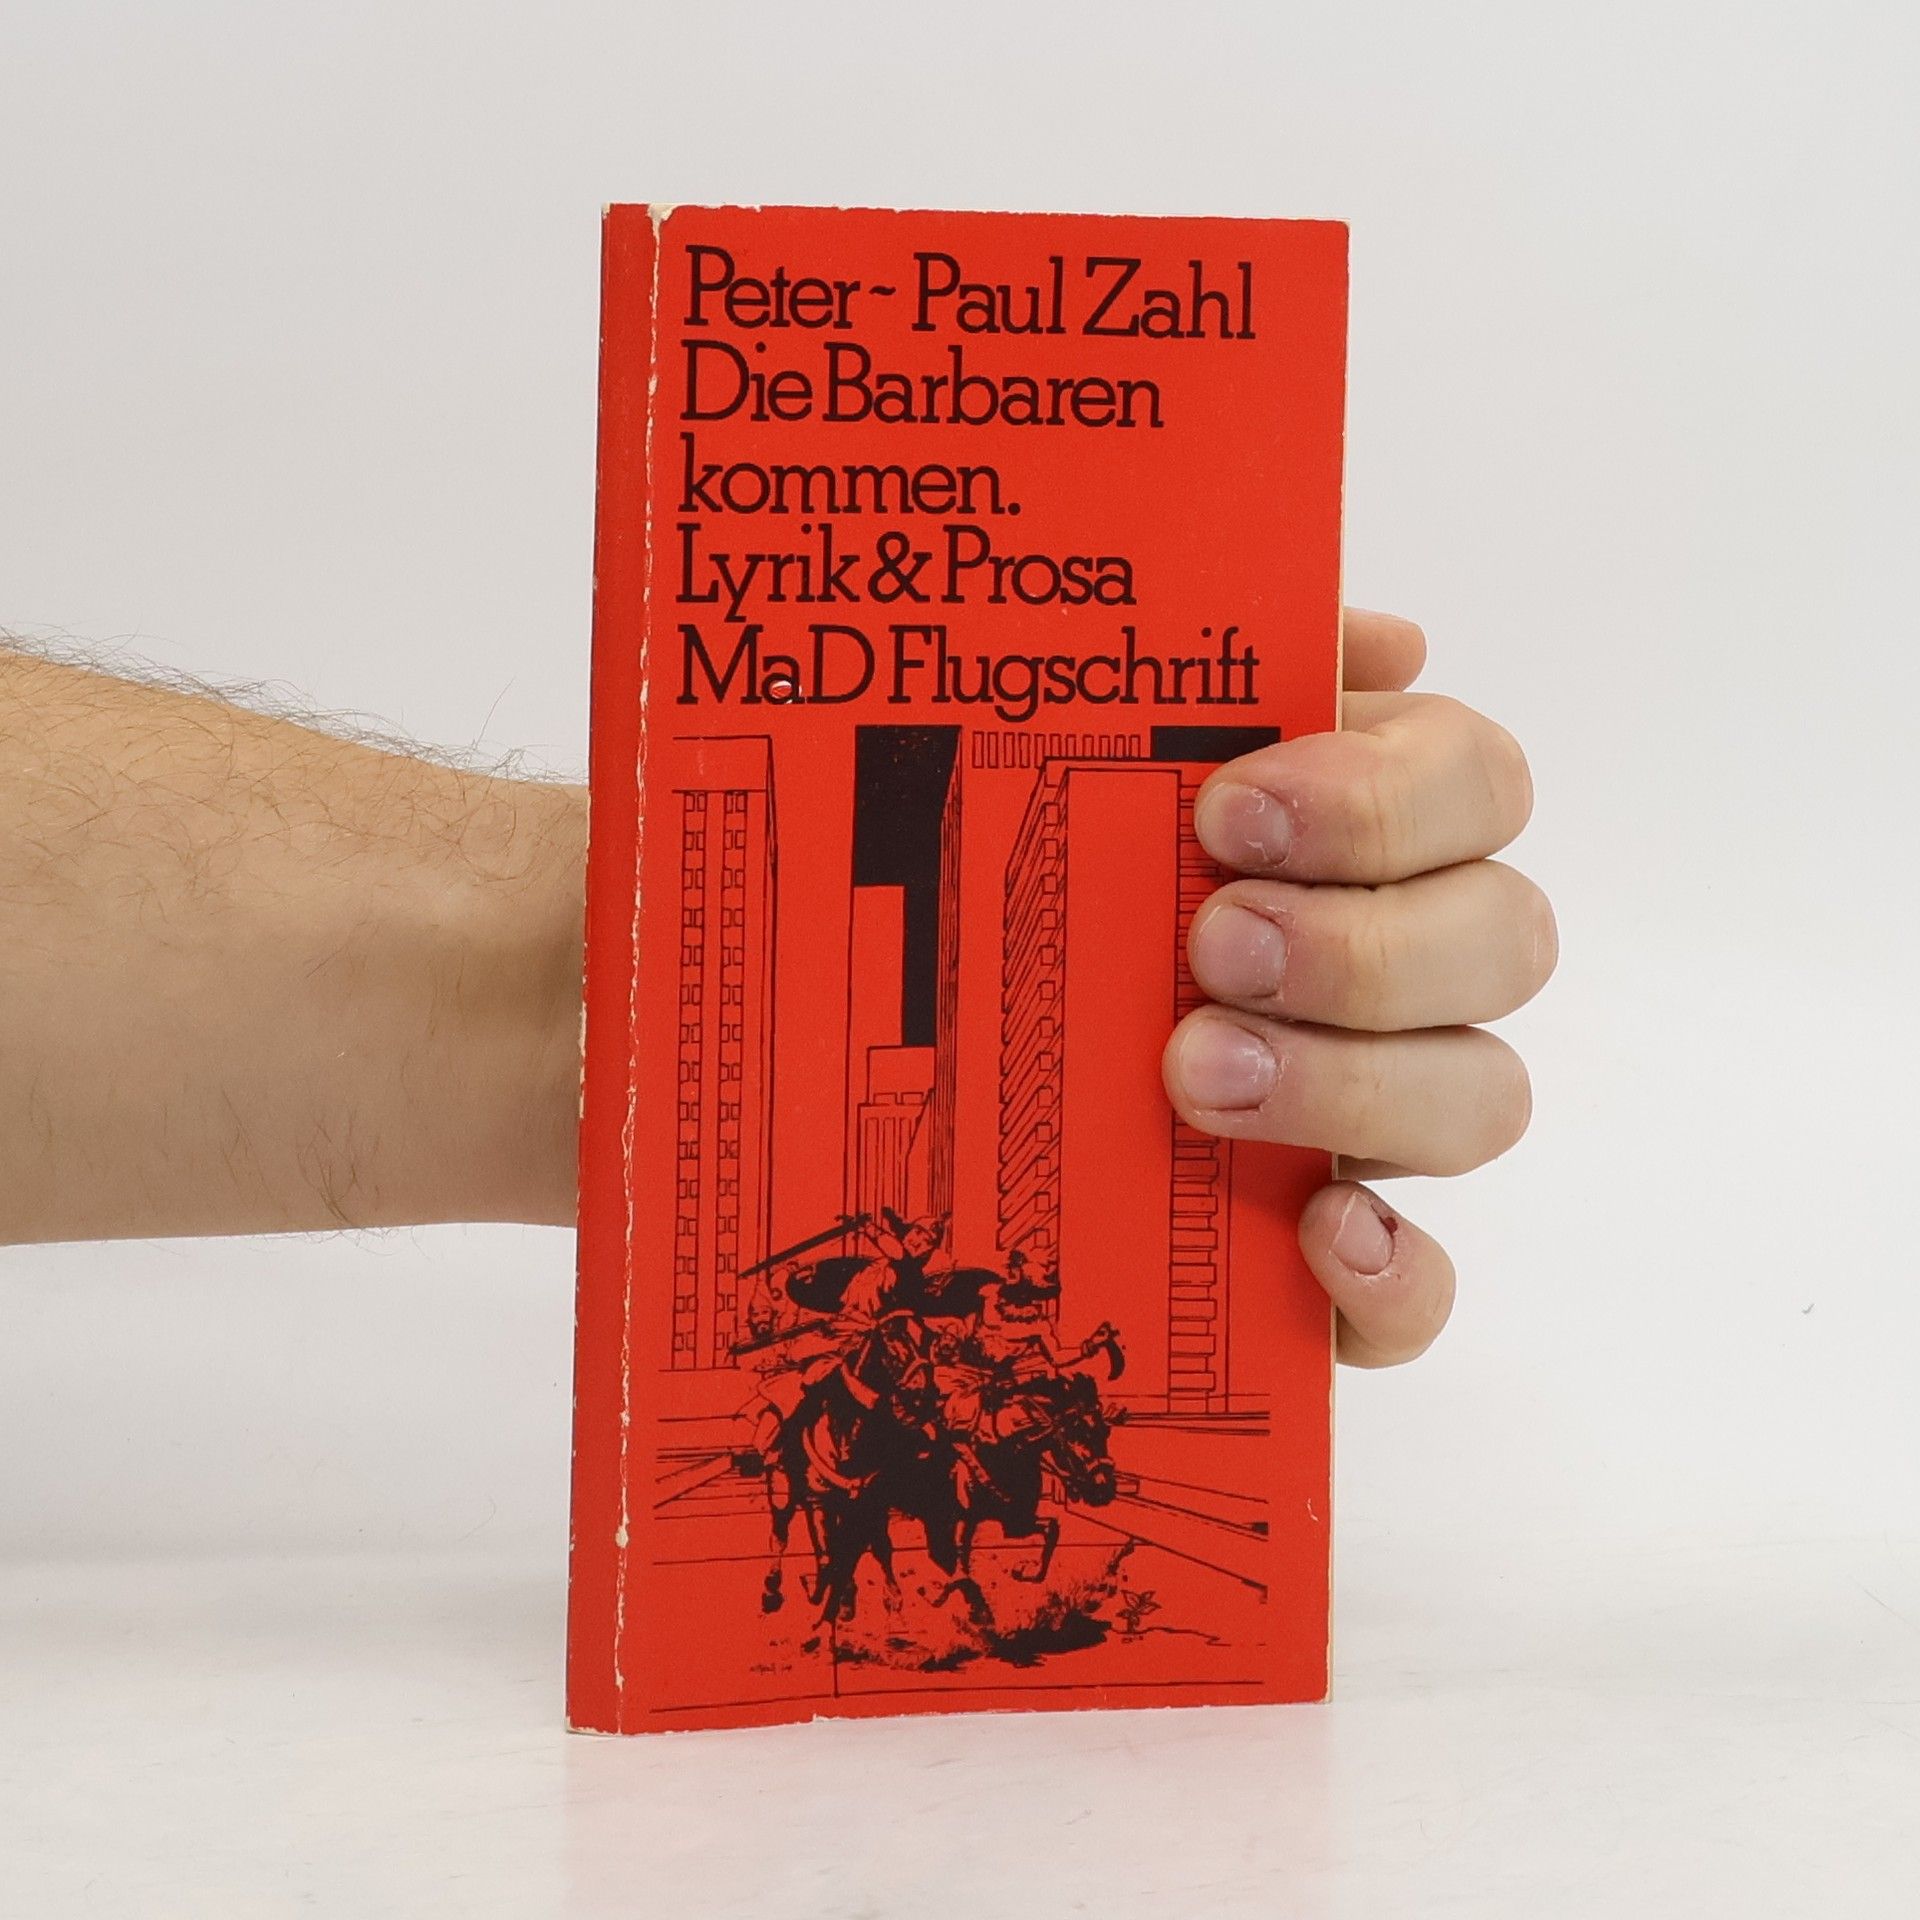 Peter~Paul Zahl
Die Barbaren
kommen.
Lyrik & Prosa
MaD Flugschrift